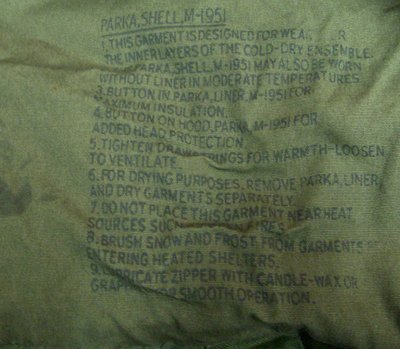 PARKA, SHELL, M-1951
1. THIS GARMENT IS DESIGNED FOR WEAR R
THE INNER LAYERS OF THE COLD-DRY ENSEMBLE.
PARKA, SHELL, M-1951 MAY ALSO BE WORN
WITHOUT LINER IN MODERATE TEMPERATURES.
3. BUTTON IN PARKA, LINER, M-1951 FOR
MAXIMUM INSULATION.
4. BUTTON ON HOOD, PARKA, M-1951 FOR
ADDED HEAD PROTECTION.
5. TIGHTEN DRAWSTRINGS FOR WARMTH-LOOSEN
TO VENTILATE.
6. FOR DRYING PURPOSES, REMOVE PARKA, LINER,
AND DRY GARMENTS SEPARATELY.
7. DO NOT PLACE THIS GARMENT NEAR HEAT
SOURCES SUCH
8. BRUSH SNOW AND FROST FROM GARMENTS
ENTERING HEATED SHELTERS.
9. LUBRICATE ZIPPER WITH CANDLE-WAX OR
GRAPHITE FOR SMOOTH OPERATION.